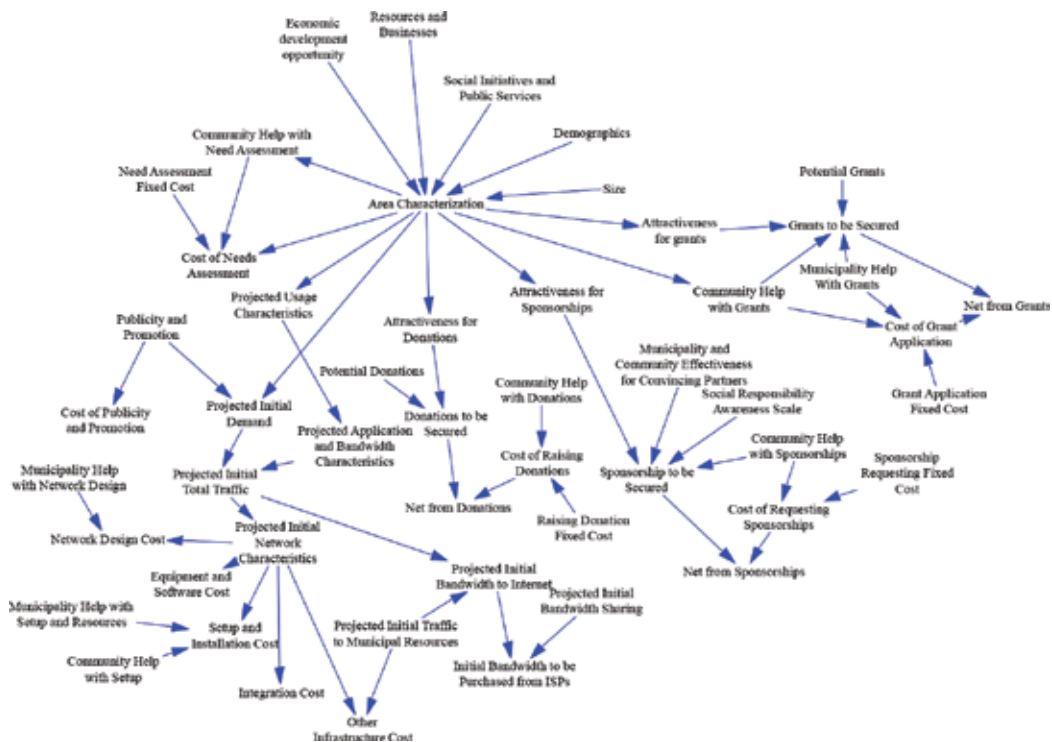 Economic
development
opportunity
Resources and
Businesses
Social Initiatives and
Public Services
Community Help with
Need Assessment
Demographics
Need Assessment
Fixed Cost
Size
Potential Grants
Area Characterization
Attractiveness
for grants
Grants to be Secured
Cost of Needs
Assessment
Municipality Help
With Grants
Projected Usage
Characteristics
Attractiveness for
Sponsorships
Community Help
with Grants
Net from Grants
Publicity and
Promotion
Attractiveness for
Donations
Cost of Grant
Application
Municipality and
Community Effectiveness
for Convincing Partners
Potential Donations
Community Help
with Donations
Social Responsibility
Awareness Scale
Grant Application
Fixed Cost
Cost of Publicity
and Promotion
Projected Initial
Demand
Donations to be
Secured
Projected Application
and Bandwidth
Characteristics
Community Help
with Sponsorships
Sponsorship
Requesting Fixed
Cost
Municipality Help
with Network Design
Projected Initial
Total Traffic
Cost of Raising
Donations
Sponsorship to be
Secured
Net from Donations
Cost of Requesting
Sponsorships
Raising Donation
Fixed Cost
Projected Initial
Network
Characteristics
Network Design Cost
Net from Sponsorships
Equipment and
Software Cost
Projected Initial
Bandwidth to Internet
Projected Initial
Bandwidth Sharing
Municipality Help with
Setup and Resources
Setup and
Installation Cost
Projected Initial Traffic
to Municipal Resources
Community Help
with Setup
Initial Bandwidth to be
Purchased from ISPs
Integration Cost
Other
Infrastructure Cost